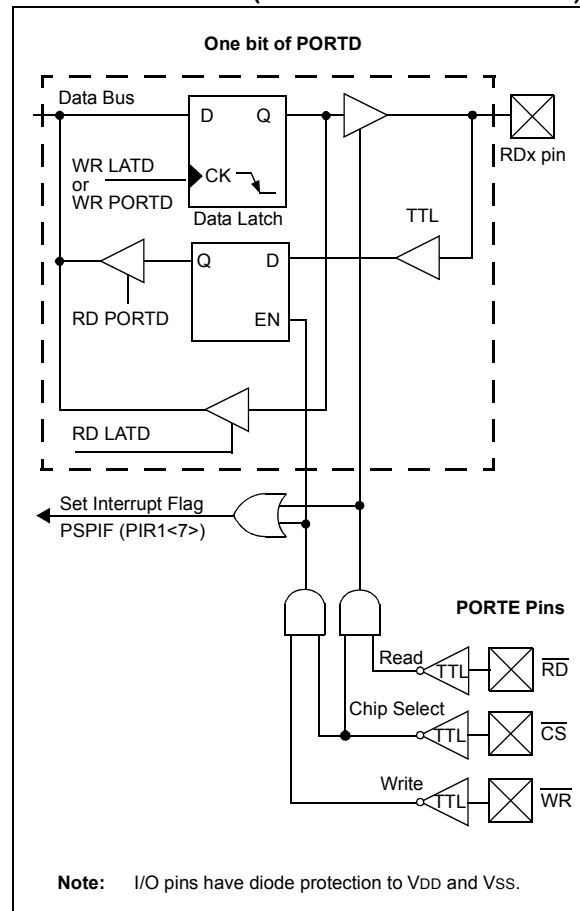 One bit of PORTD
Data Bus
D Q
RDx pin
WR LATD
or
WR PORTD
CK
Data Latch
TTL
Q D
EN
RD PORTD
RD LATD
Set Interrupt Flag
PSPIF (PIR1<7>)
PORTE Pins
Read
TTL
RD
Chip Select
TTL
CS
Write
TTL
WR
Note: I/O pins have diode protection to VDD and VSS.